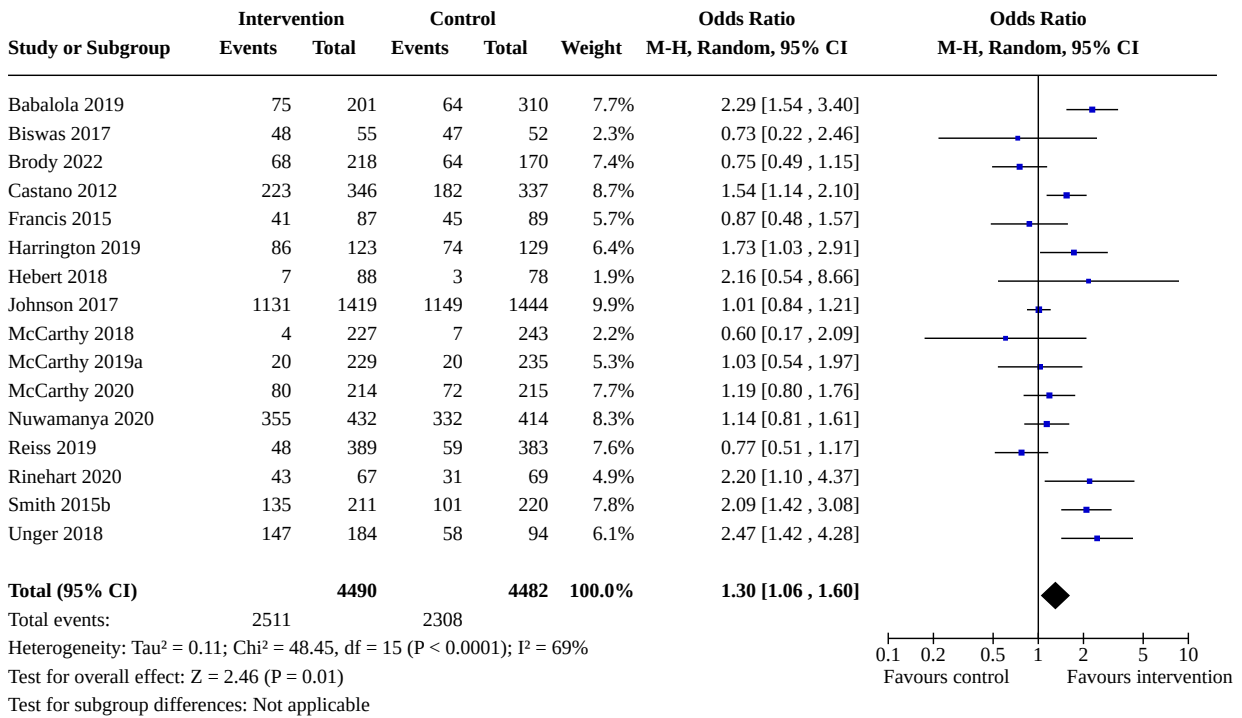 Intervention Control Odds Ratio Odds Ratio
Study or Subgroup Events Total Events Total Weight M-H, Random, 95% CI M-H, Random, 95% CI
Babalola 2019 75 201 64 310 7.7% 2.29 [1.54 , 3.40]
Biswas 2017 48 55 47 52 2.3% 0.73 [0.22 , 2.46]
Brody 2022 68 218 64 170 7.4% 0.75 [0.49 , 1.15]
Castano 2012 223 346 182 337 8.7% 1.54 [1.14 , 2.10]
Francis 2015 41 87 45 89 5.7% 0.87 [0.48 , 1.57]
Harrington 2019 86 123 74 129 6.4% 1.73 [1.03 , 2.91]
Hebert 2018 7 88 3 78 1.9% 2.16 [0.54 , 8.66]
Johnson 2017 1131 1419 1149 1444 9.9% 1.01 [0.84 , 1.21]
McCarthy 2018 4 227 7 243 2.2% 0.60 [0.17 , 2.09]
McCarthy 2019a 20 229 20 235 5.3% 1.03 [0.54 , 1.97]
McCarthy 2020 80 214 72 215 7.7% 1.19 [0.80 , 1.76]
Nuwamanya 2020 355 432 332 414 8.3% 1.14 [0.81 , 1.61]
Reiss 2019 48 389 59 383 7.6% 0.77 [0.51 , 1.17]
Rinehart 2020 43 67 31 69 4.9% 2.20 [1.10 , 4.37]
Smith 2015b 135 211 101 220 7.8% 2.09 [1.42 , 3.08]
Unger 2018 147 184 58 94 6.1% 2.47 [1.42 , 4.28]
Total (95% CI) 4490 4482 100.0% 1.30 [1.06 , 1.60]
Total events: 2511 2308
Heterogeneity: Tau² = 0.11; Chi² = 48.45, df = 15 (P < 0.0001); I² = 69%
0.1 0.2 0.5 1 2 5 10
Test for overall effect: Z = 2.46 (P = 0.01)
Favours control Favours intervention
Test for subgroup differences: Not applicable